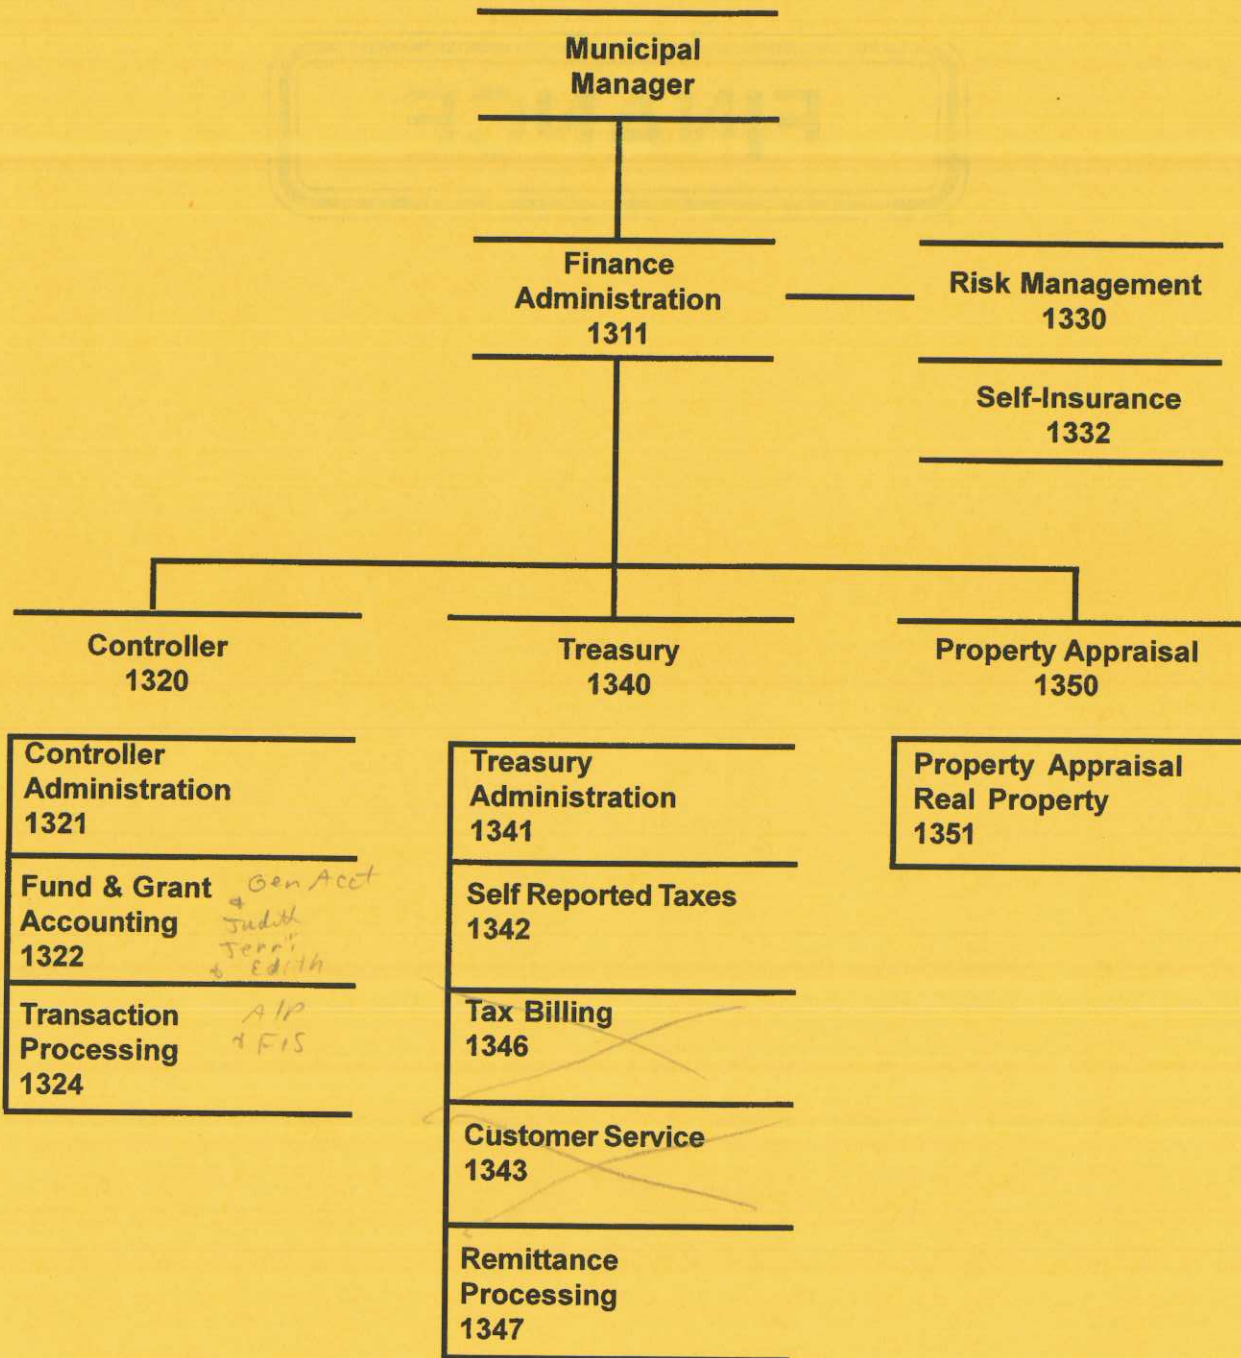 Municipal
Manager
Finance
Administration
1311
Risk Management
1330
Self-Insurance
1332
Controller
1320
Treasury
1340
Property Appraisal
1350
Controller
Administration
1321
Fund & Grant
Accounting
1322
Gen Acct
&
Judith
Jerri
& Edith
Transaction
Processing
1324
A/P
& FIS
Treasury
Administration
1341
Self Reported Taxes
1342
Tax Billing
1346
Customer Service
1343
Remittance
Processing
1347
Property Appraisal
Real Property
1351